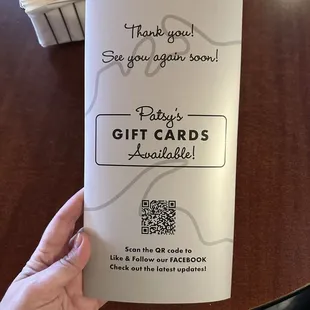 Thank you!
See you again soon!
Patsy's
GIFT CARDS
Available!
Scan the QR code to
Like & Follow our FACEBOOK
Check out the latest updates!